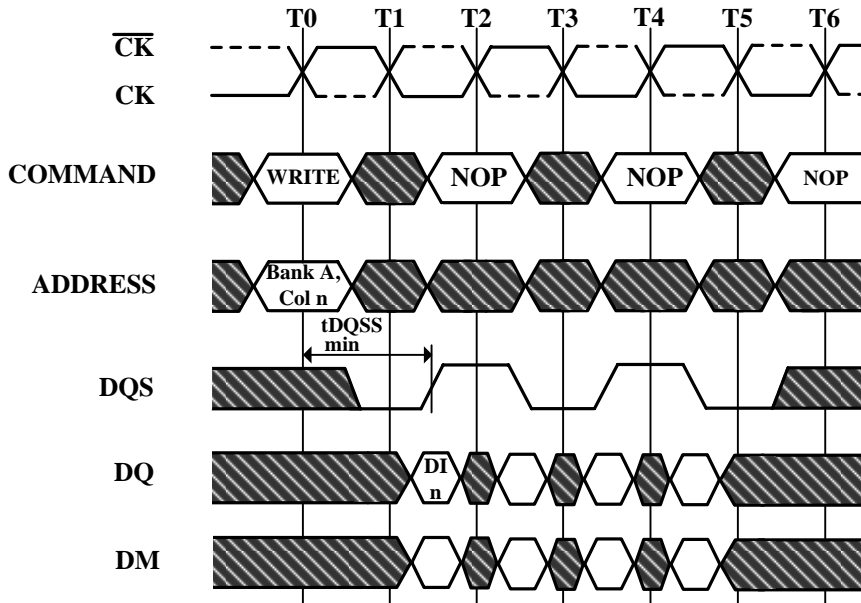 T0 T1 T2 T3 T4 T5 T6
CK
CK
COMMAND WRITE NOP NOP NOP
ADDRESS Bank A,
Col n
tDQSS
min
DQS
DQ DI
n
DM